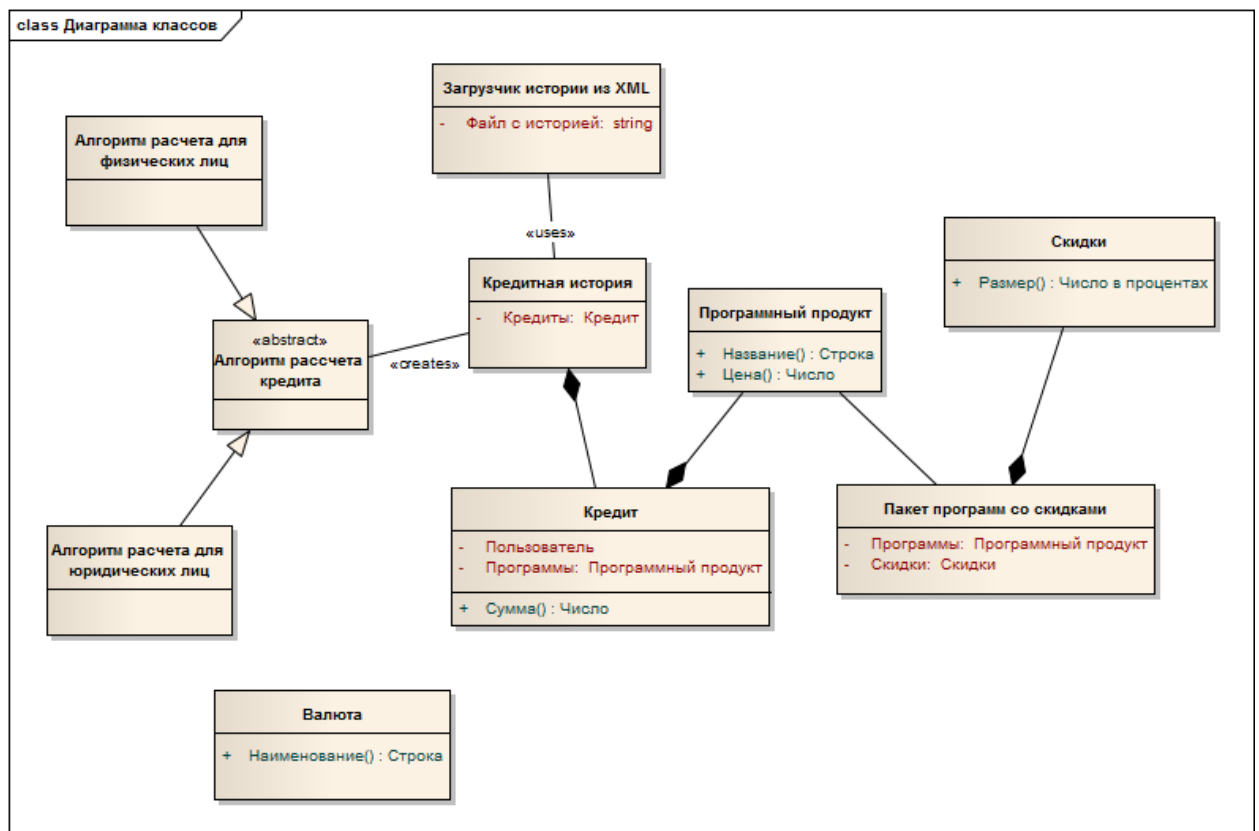 class Диаграмма классов
Загрузчик истории из XML
- Файл с историей: string
Алгоритм расчета для
физических лиц
«uses»
Скидки
+ Размер() : Число в процентах
Кредитная история
- Кредиты: Кредит
Программный продукт
+ Название() : Строка
+ Цена() : Число
«abstract»
Алгоритм рассчета
кредита
«creates»
Кредит
- Пользователь
- Программы: Программный продукт
+ Сумма() : Число
Пакет программ со скидками
- Программы: Программный продукт
- Скидки: Скидки
Алгоритм расчета для
юридических лиц
Валюта
+ Наименование() : Строка